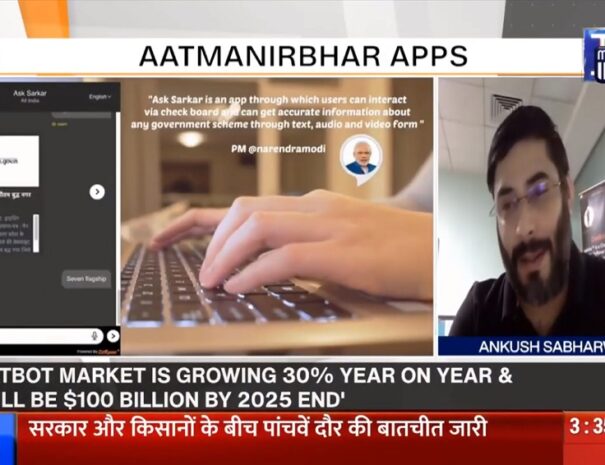 AATMANIRBHAR APPS
Ask Sarkar
All India
English
"Ask Sarkar is an app through which users can interact
via check board and can get accurate information about
any government scheme through text, audio and video form "
PM @narendramodi
Seven flagship
Powered By
ANKUSH SABHARW
TBOT MARKET IS GROWING 30% YEAR ON YEAR &
LL BE $100 BILLION BY 2025 END'
सरकार और किसानों के बीच पांचवें दौर की बातचीत जारी
3:35